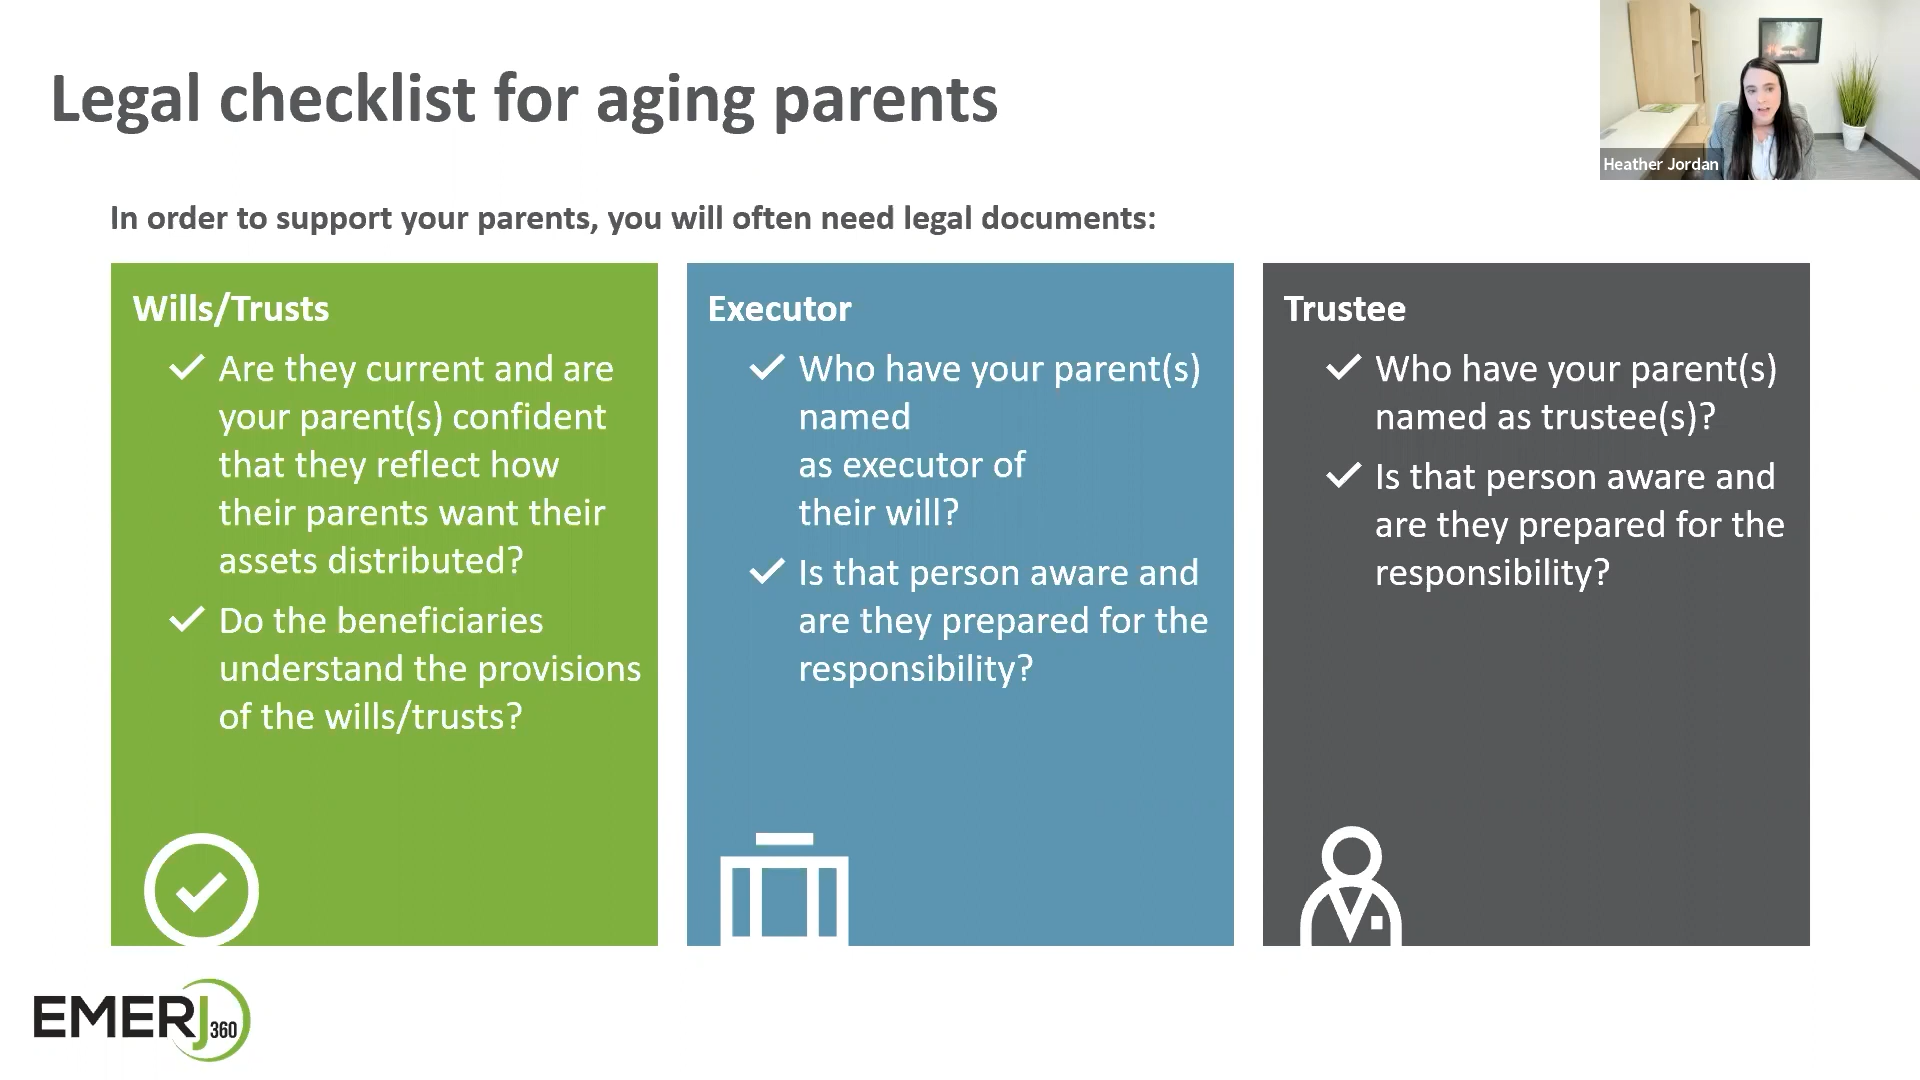 Legal checklist for aging parents
Heather Jordan
In order to support your parents, you will often need legal documents:
Wills/Trusts
Are they current and are
your parent(s) confident
that they reflect how
their parents want their
assets distributed?
Do the beneficiaries
understand the provisions
of the wills/trusts?
Executor
Who have your parent(s)
named
as executor of
their will?
Is that person aware and
are they prepared for the
responsibility?
Trustee
Who have your parent(s)
named as trustee(s)?
Is that person aware and
are they prepared for the
responsibility?
EMERJ360